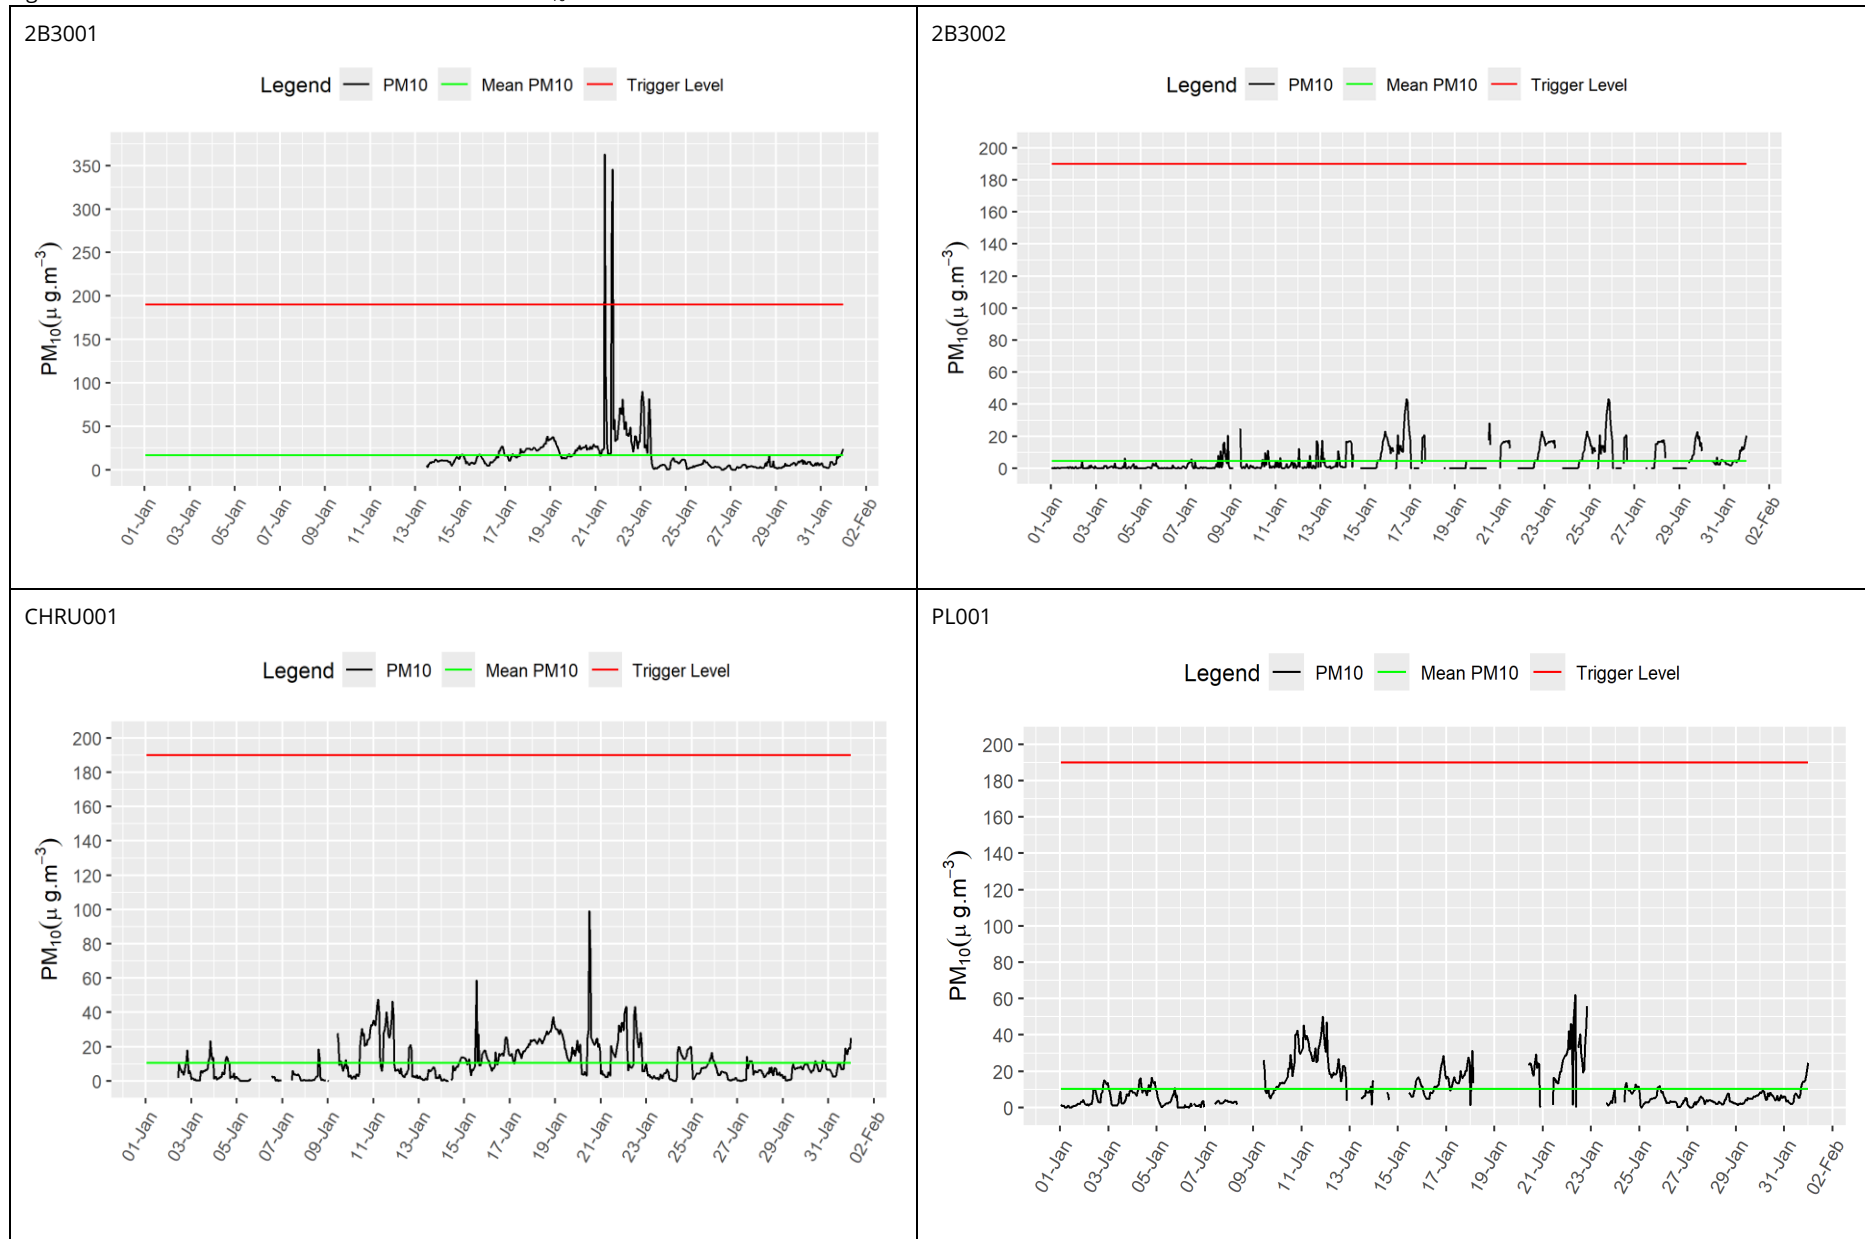 2B3001
Legend PM10 Mean PM10 Trigger Level
PM10(μ g.m−3)
350
300
250
200
150
100
50
0
01-Jan 03-Jan 05-Jan 07-Jan 09-Jan 11-Jan 13-Jan 15-Jan 17-Jan 19-Jan 21-Jan 23-Jan 25-Jan 27-Jan 29-Jan 31-Jan 02-Feb
2B3002
Legend PM10 Mean PM10 Trigger Level
PM10(μ g.m−3)
200
180
160
140
120
100
80
60
40
20
0
01-Jan 03-Jan 05-Jan 07-Jan 09-Jan 11-Jan 13-Jan 15-Jan 17-Jan 19-Jan 21-Jan 23-Jan 25-Jan 27-Jan 29-Jan 31-Jan 02-Feb
CHRU001
Legend PM10 Mean PM10 Trigger Level
PM10(μ g.m−3)
200
180
160
140
120
100
80
60
40
20
0
01-Jan 03-Jan 05-Jan 07-Jan 09-Jan 11-Jan 13-Jan 15-Jan 17-Jan 19-Jan 21-Jan 23-Jan 25-Jan 27-Jan 29-Jan 31-Jan 02-Feb
PL001
Legend PM10 Mean PM10 Trigger Level
PM10(μ g.m−3)
200
180
160
140
120
100
80
60
40
20
0
01-Jan 03-Jan 05-Jan 07-Jan 09-Jan 11-Jan 13-Jan 15-Jan 17-Jan 19-Jan 21-Jan 23-Jan 25-Jan 27-Jan 29-Jan 31-Jan 02-Feb